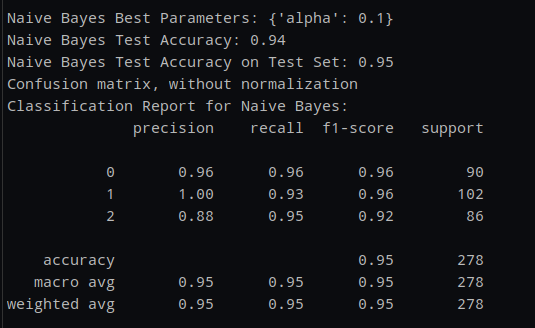 Naive Bayes Best Parameters: {'alpha': 0.1}
Naive Bayes Test Accuracy: 0.94
Naive Bayes Test Accuracy on Test Set: 0.95
Confusion matrix, without normalization
Classification Report for Naive Bayes:
precision recall f1-score support
0 0.96 0.96 0.96 90
1 1.00 0.93 0.96 102
2 0.88 0.95 0.92 86
accuracy 0.95 278
macro avg 0.95 0.95 0.95 278
weighted avg 0.95 0.95 0.95 278